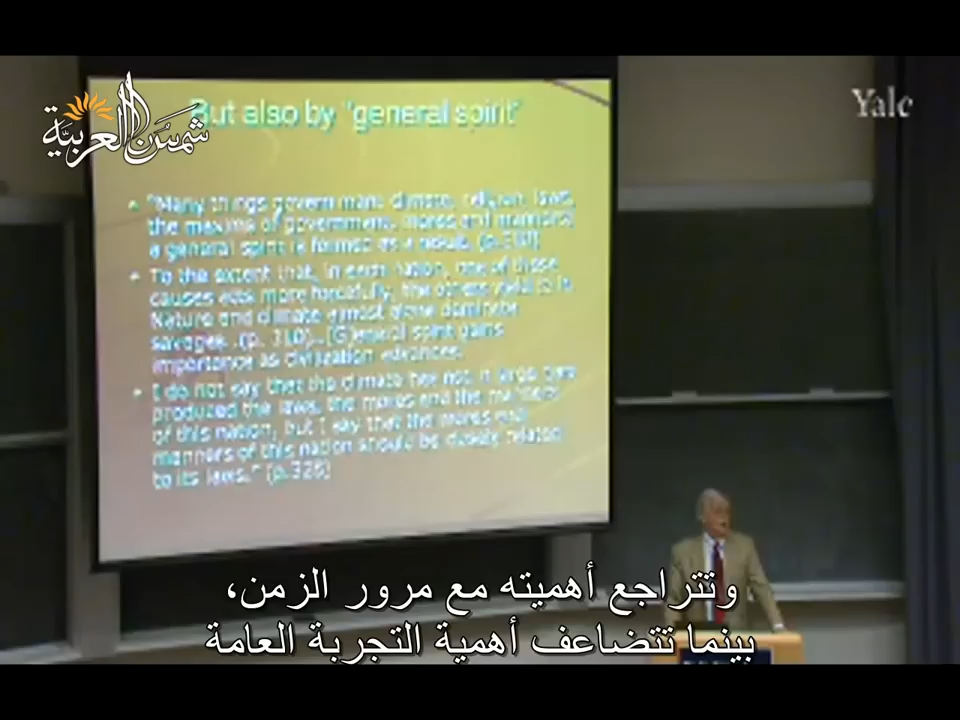 شمس العربية
Yale
But also by "general spirit"
"Many things govern men: climate, religion, laws,
the maxims of government, mores and manners;
a general spirit is formed as a result. (p.310)
To the extent that, in each nation, one of these
causes acts more forcefully, the others yield to it.
Nature and climate almost alone dominate
savages (p. 310)...[G]eneral spirit gains
importance as civilization advances.
I do not say that the climate has not
produced the laws, the mores and the manners
of this nation, but I say that the mores and
manners of this nation should be closely related
to its laws." (p.329)
وتتراجع أهميته مع مرور الزمن،
بينما تتضاعف أهمية التجربة العامة